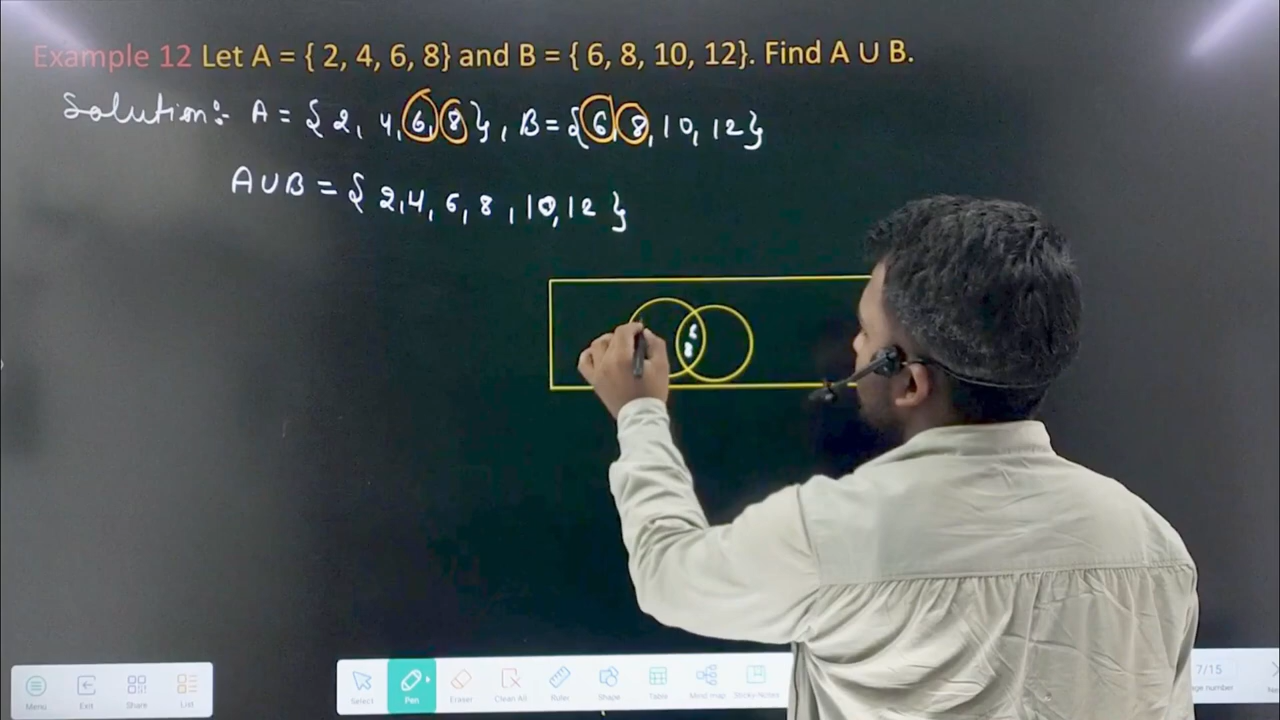 Example 12 Let A = { 2, 4, 6, 8} and B = { 6, 8, 10, 12}. Find A ∪ B.
Solution:- A = { 2, 4, 6, 8 }, B = { 6, 8, 10, 12 }
A∪B = { 2, 4, 6, 8, 10, 12 }
6
8
Menu Exit Share List Select Pen Eraser Clean All Ruler Shape Table Mind map Sticky Notes 7/15
number